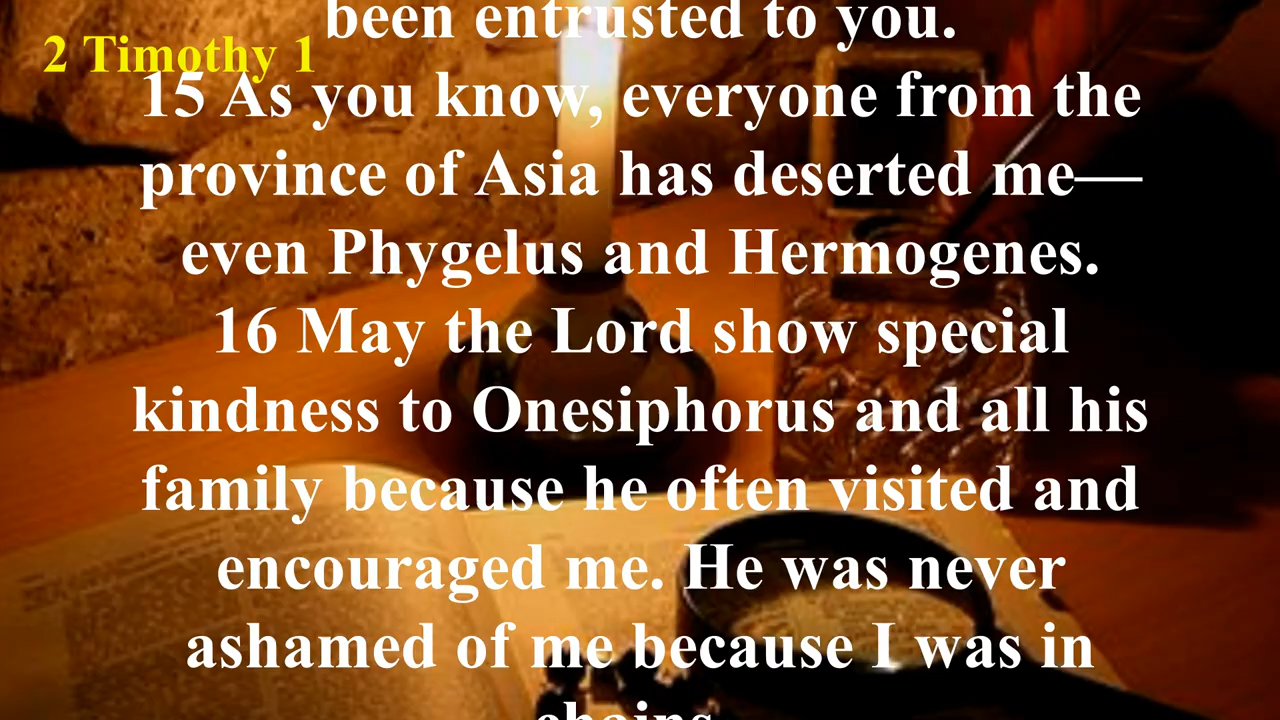 been entrusted to you.
2 Timothy 1
15 As you know, everyone from the
province of Asia has deserted me—
even Phygelus and Hermogenes.
16 May the Lord show special
kindness to Onesiphorus and all his
family because he often visited and
encouraged me. He was never
ashamed of me because I was in
chains.